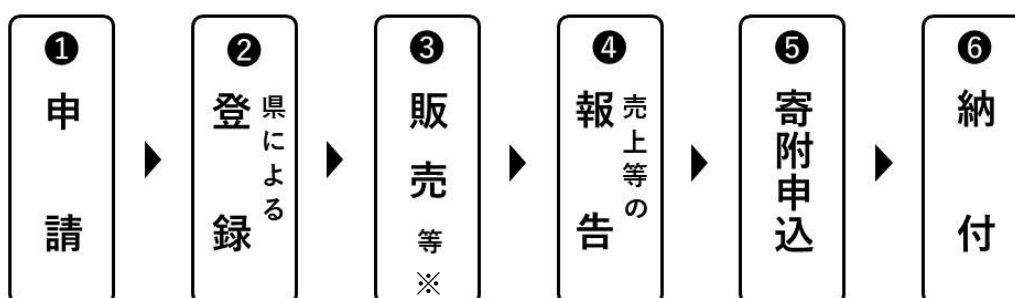 ❶
申請
❷
県による
登録
❸
販売等
※
❹
売上等の
報告
❺
寄附申込
❻
納付